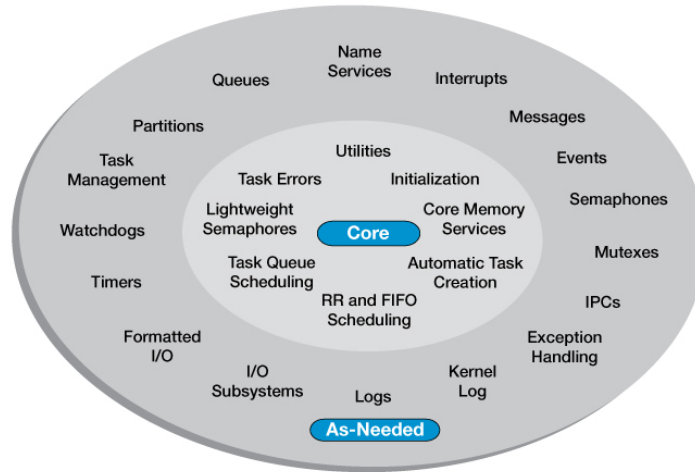 Name
Services
Queues
Interrupts
Messages
Partitions
Utilities
Events
Task
Management
Task Errors
Initialization
Semaphones
Lightweight
Semaphores
Core Memory
Services
Watchdogs
Core
Mutexes
Task Queue
Scheduling
Automatic Task
Creation
Timers
RR and FIFO
Scheduling
IPCs
Formatted
I/O
Exception
Handling
I/O
Subsystems
Kernel
Log
Logs
As-Needed